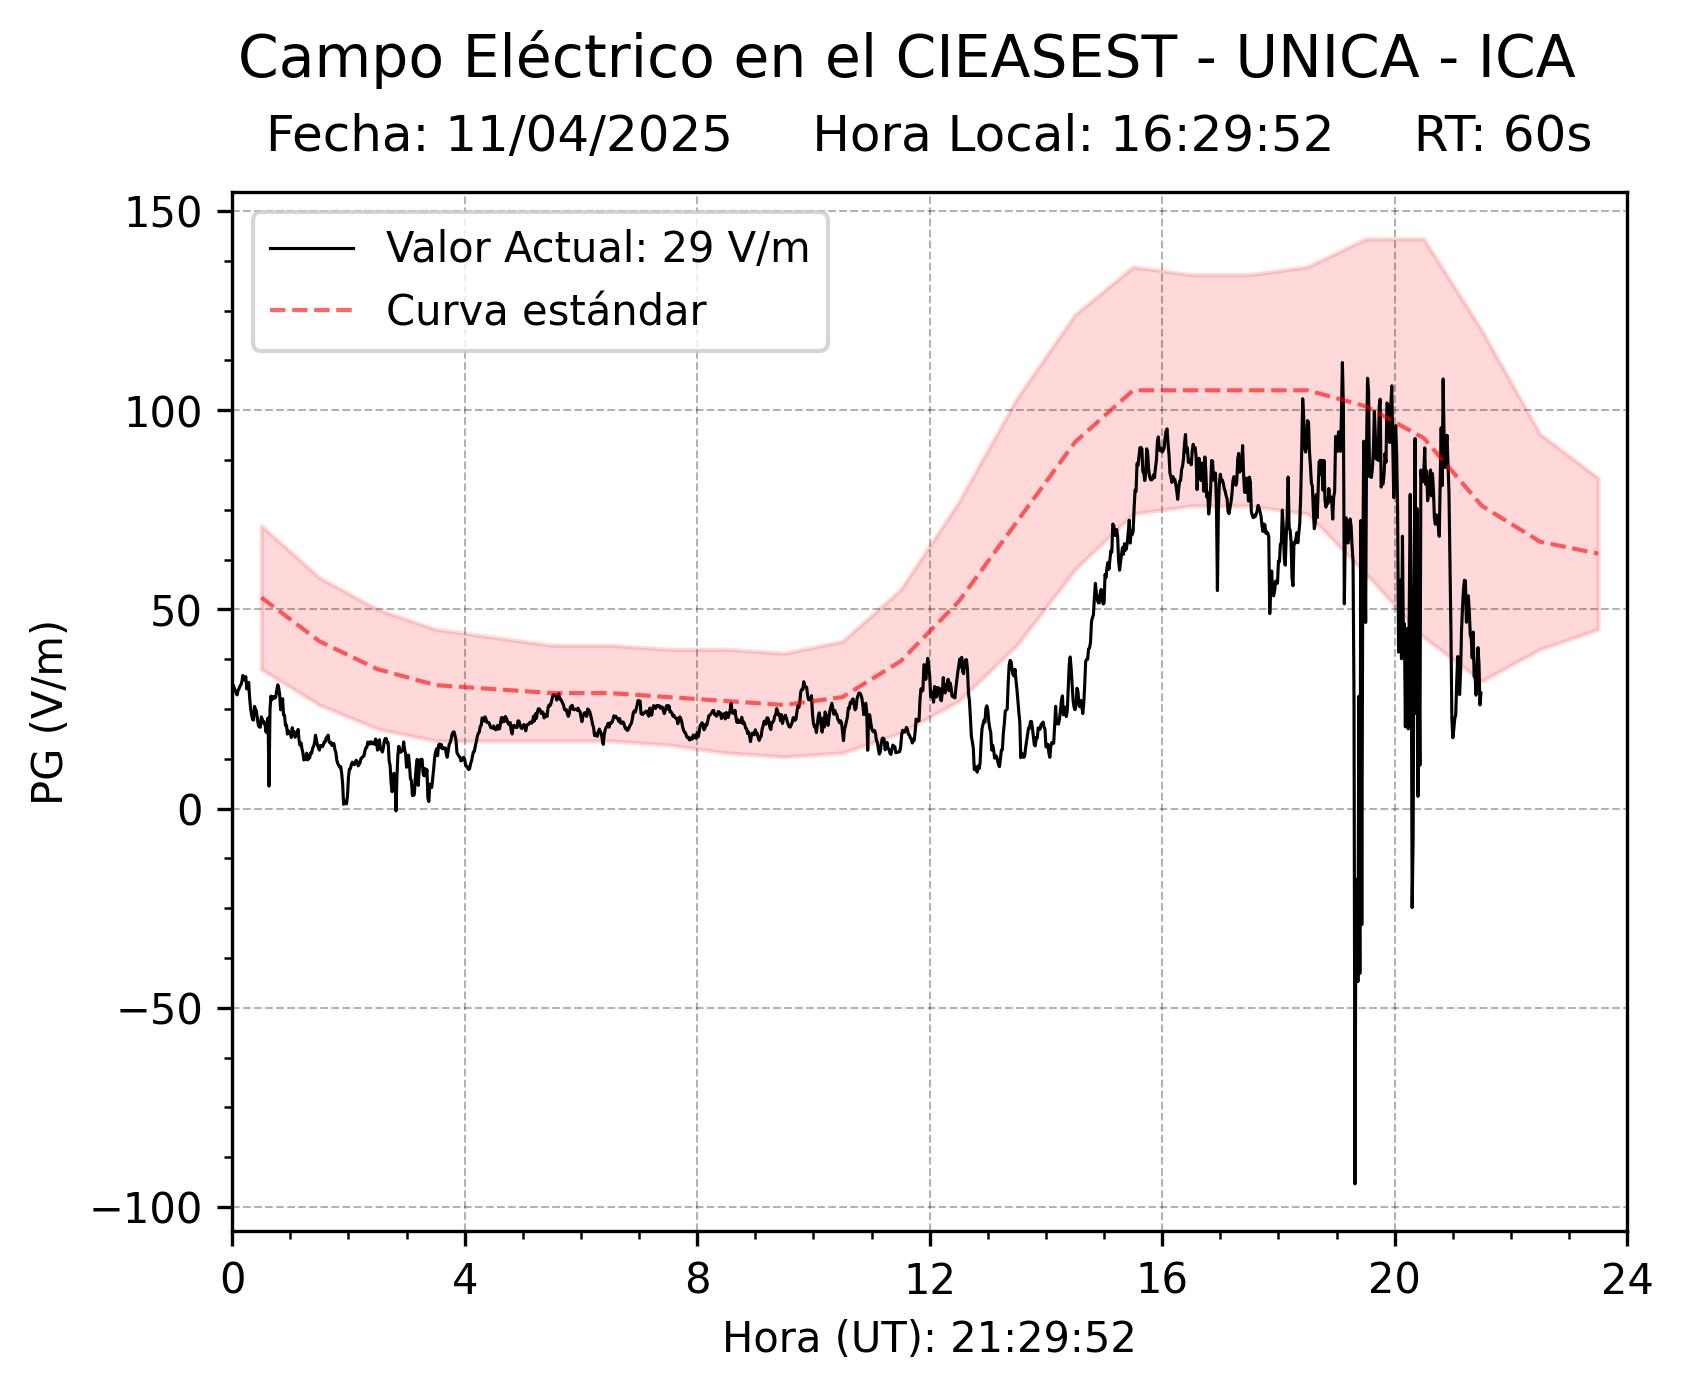 Campo Eléctrico en el CIEASEST - UNICA - ICA
Fecha: 11/04/2025 Hora Local: 16:29:52 RT: 60s
Valor Actual: 29 V/m
Curva estándar
PG (V/m)
150
100
50
0
−50
−100
0 4 8 12 16 20 24
Hora (UT): 21:29:52